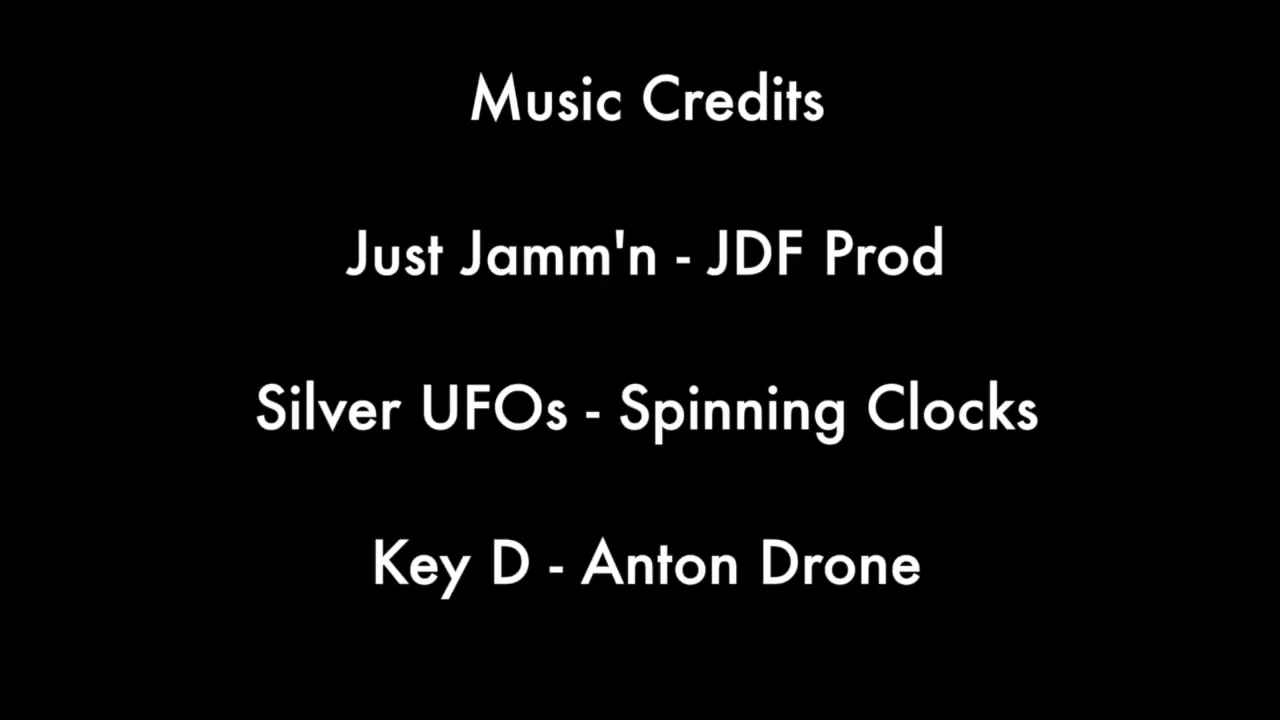 Music Credits
Just Jamm'n - JDF Prod
Silver UFOs - Spinning Clocks
Key D - Anton Drone